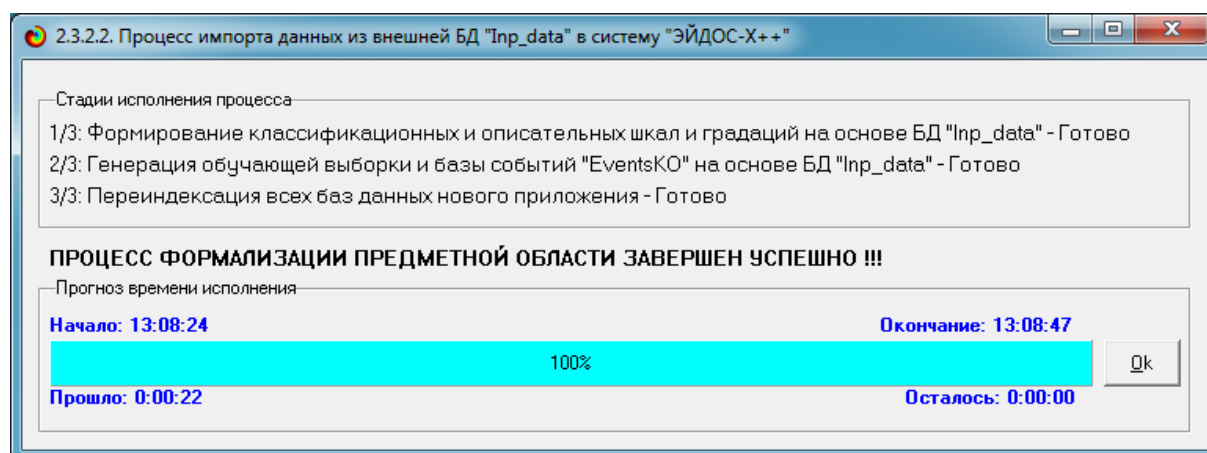 2.3.2.2. Процесс импорта данных из внешней БД "Inp_data" в систему "ЭЙДОС-X++"
Стадии исполнения процесса
1/3: Формирование классификационных и описательных шкал и градаций на основе БД "Inp_data" - Готово
2/3: Генерация обучающей выборки и базы событий "EventsKO" на основе БД "Inp_data" - Готово
3/3: Переиндексация всех баз данных нового приложения - Готово
ПРОЦЕСС ФОРМАЛИЗАЦИИ ПРЕДМЕТНОЙ ОБЛАСТИ ЗАВЕРШЕН УСПЕШНО !!!
Прогноз времени исполнения
Начало: 13:08:24 Окончание: 13:08:47
100% Ok
Прошло: 0:00:22 Осталось: 0:00:00